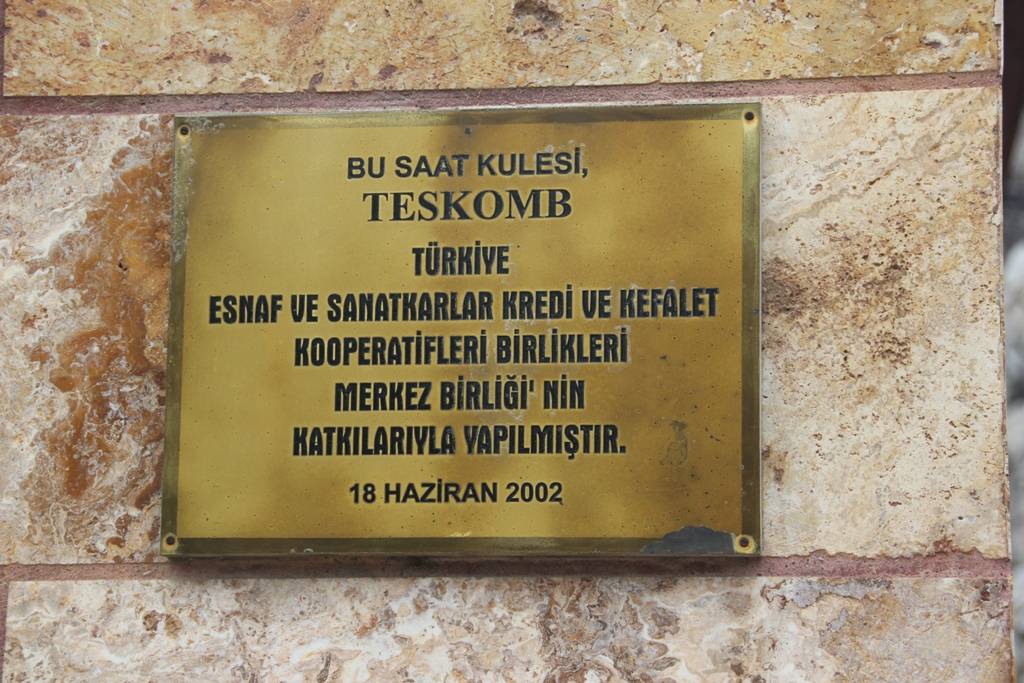 BU SAAT KULESİ,
TESKOMB
TÜRKİYE
ESNAF VE SANATKARLAR KREDİ VE KEFALET
KOOPERATİFLERİ BİRLİKLERİ
MERKEZ BİRLİĞİ' NİN
KATKILARIYLA YAPILMIŞTIR.
18 HAZİRAN 2002